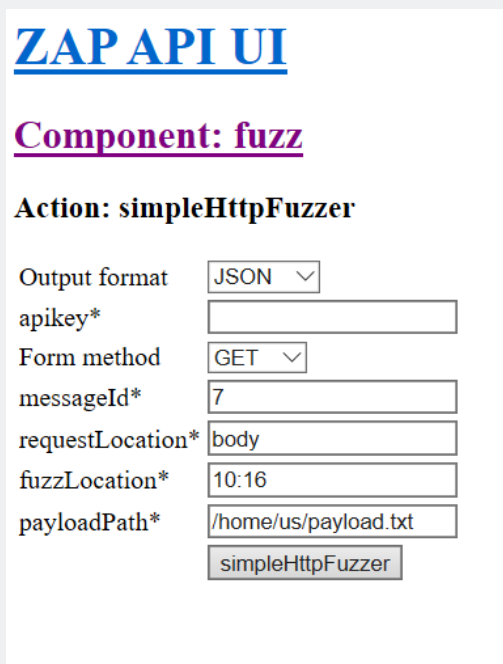 ZAP API UI
Component: fuzz
Action: simpleHttpFuzzer
Output format JSON
apikey*
Form method GET
messageId* 7
requestLocation* body
fuzzLocation* 10:16
payloadPath* /home/us/payload.txt
simpleHttpFuzzer